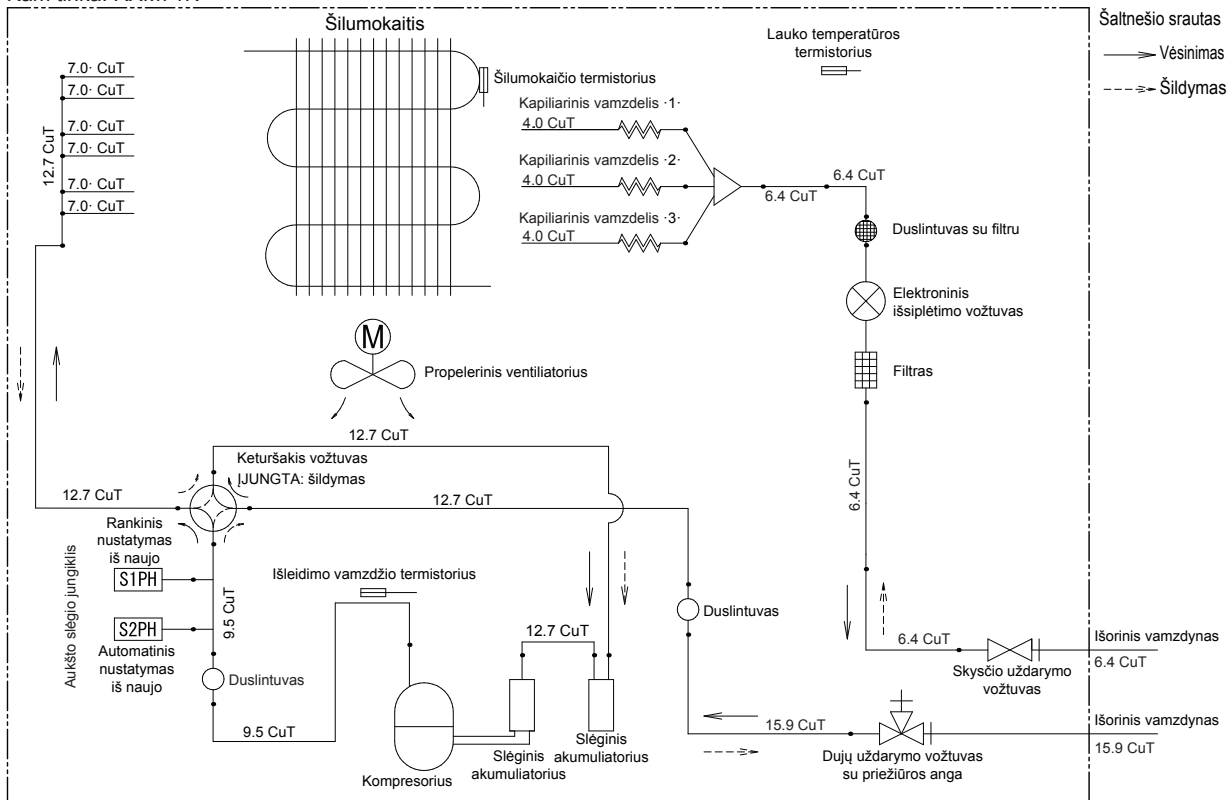 Šilumokaitis
Šaltnešio srautas
Vėsinimas
Šildymas
Lauko temperatūros
termistorius
Šilumokaičio termistorius
7.0· CuT
7.0· CuT
7.0· CuT
7.0· CuT
7.0· CuT
7.0· CuT
12.7 CuT
Kapiliarinis vamzdelis ·1·
4.0 CuT
Kapiliarinis vamzdelis ·2·
4.0 CuT
Kapiliarinis vamzdelis ·3·
4.0 CuT
6.4 CuT
6.4 CuT
Duslintuvas su filtru
Elektroninis
išsiplėtimo vožtuvas
Filtras
M
Propelerinis ventiliatorius
12.7 CuT
Keturšakis vožtuvas
ĮJUNGTA: šildymas
12.7 CuT
12.7 CuT
6.4 CuT
Rankinis
nustatymas
iš naujo
S1PH
Aukšto slėgio jungiklis
S2PH
Automatinis
nustatymas
iš naujo
9.5 CuT
Išleidimo vamzdžio termistorius
Duslintuvas
Duslintuvas
12.7 CuT
9.5 CuT
Kompresorius
Slėginis
akumuliatorius
Slėginis
akumuliatorius
6.4 CuT
Skysčio uždarymo
vožtuvas
Išorinis vamzdynas
6.4 CuT
15.9 CuT
Dujų uždarymo vožtuvas
su priežiūros anga
Išorinis vamzdynas
15.9 CuT